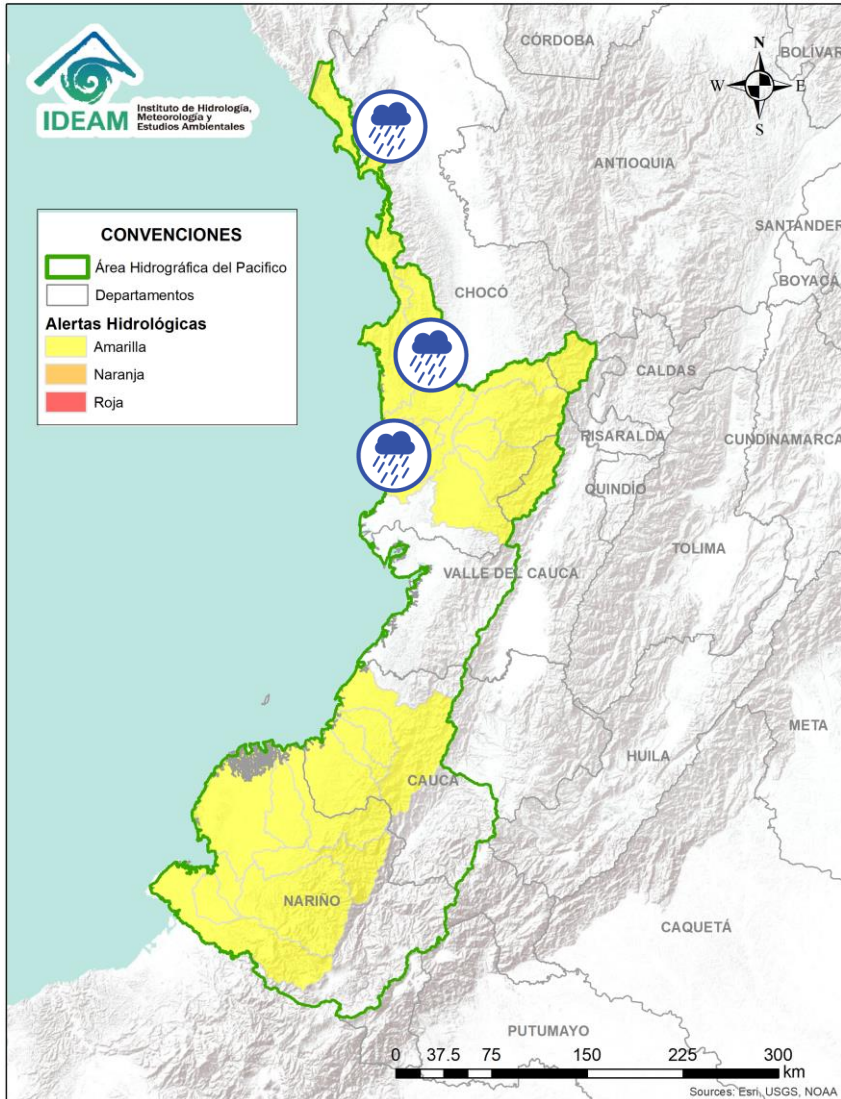 CÓRDOBA
BOLÍVAR
N
W E
S
IDEAM
Instituto de Hidrología,
Meteorología y
Estudios Ambientales
ANTIOQUIA
SANTANDER
CONVENCIONES
Área Hidrográfica del Pacifico
Departamentos
Alertas Hidrológicas
Amarilla
Naranja
Roja
BOYACÁ
CHOCÓ
CALDAS
RISARALDA
CUNDINAMARCA
QUINDÍO
TOLIMA
VALLE DEL CAUCA
META
HUILA
CAUCA
NARIÑO
CAQUETÁ
PUTUMAYO
0 37.5 75 150 225 300
km
Sources: Esri, USGS, NOAA